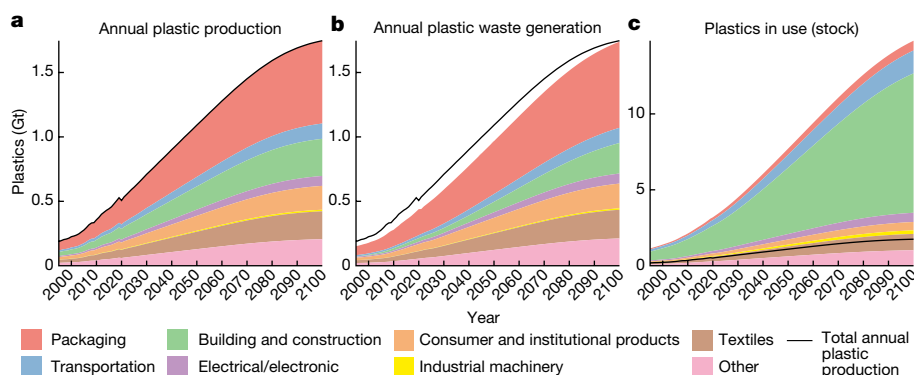 a Annual plastic production
b Annual plastic waste generation
c Plastics in use (stock)
Plastics (Gt)
1.5
1.0
0.5
0
2000 2010 2020 2030 2040 2050 2060 2070 2080 2090 2100
1.5
1.0
0.5
0
2000 2010 2020 2030 2040 2050 2060 2070 2080 2090 2100
10
5
0
2000 2010 2020 2030 2040 2050 2060 2070 2080 2090 2100
Year
Packaging
Building and construction
Consumer and institutional products
Textiles
Total annual
plastic
production
Transportation
Electrical/electronic
Industrial machinery
Other